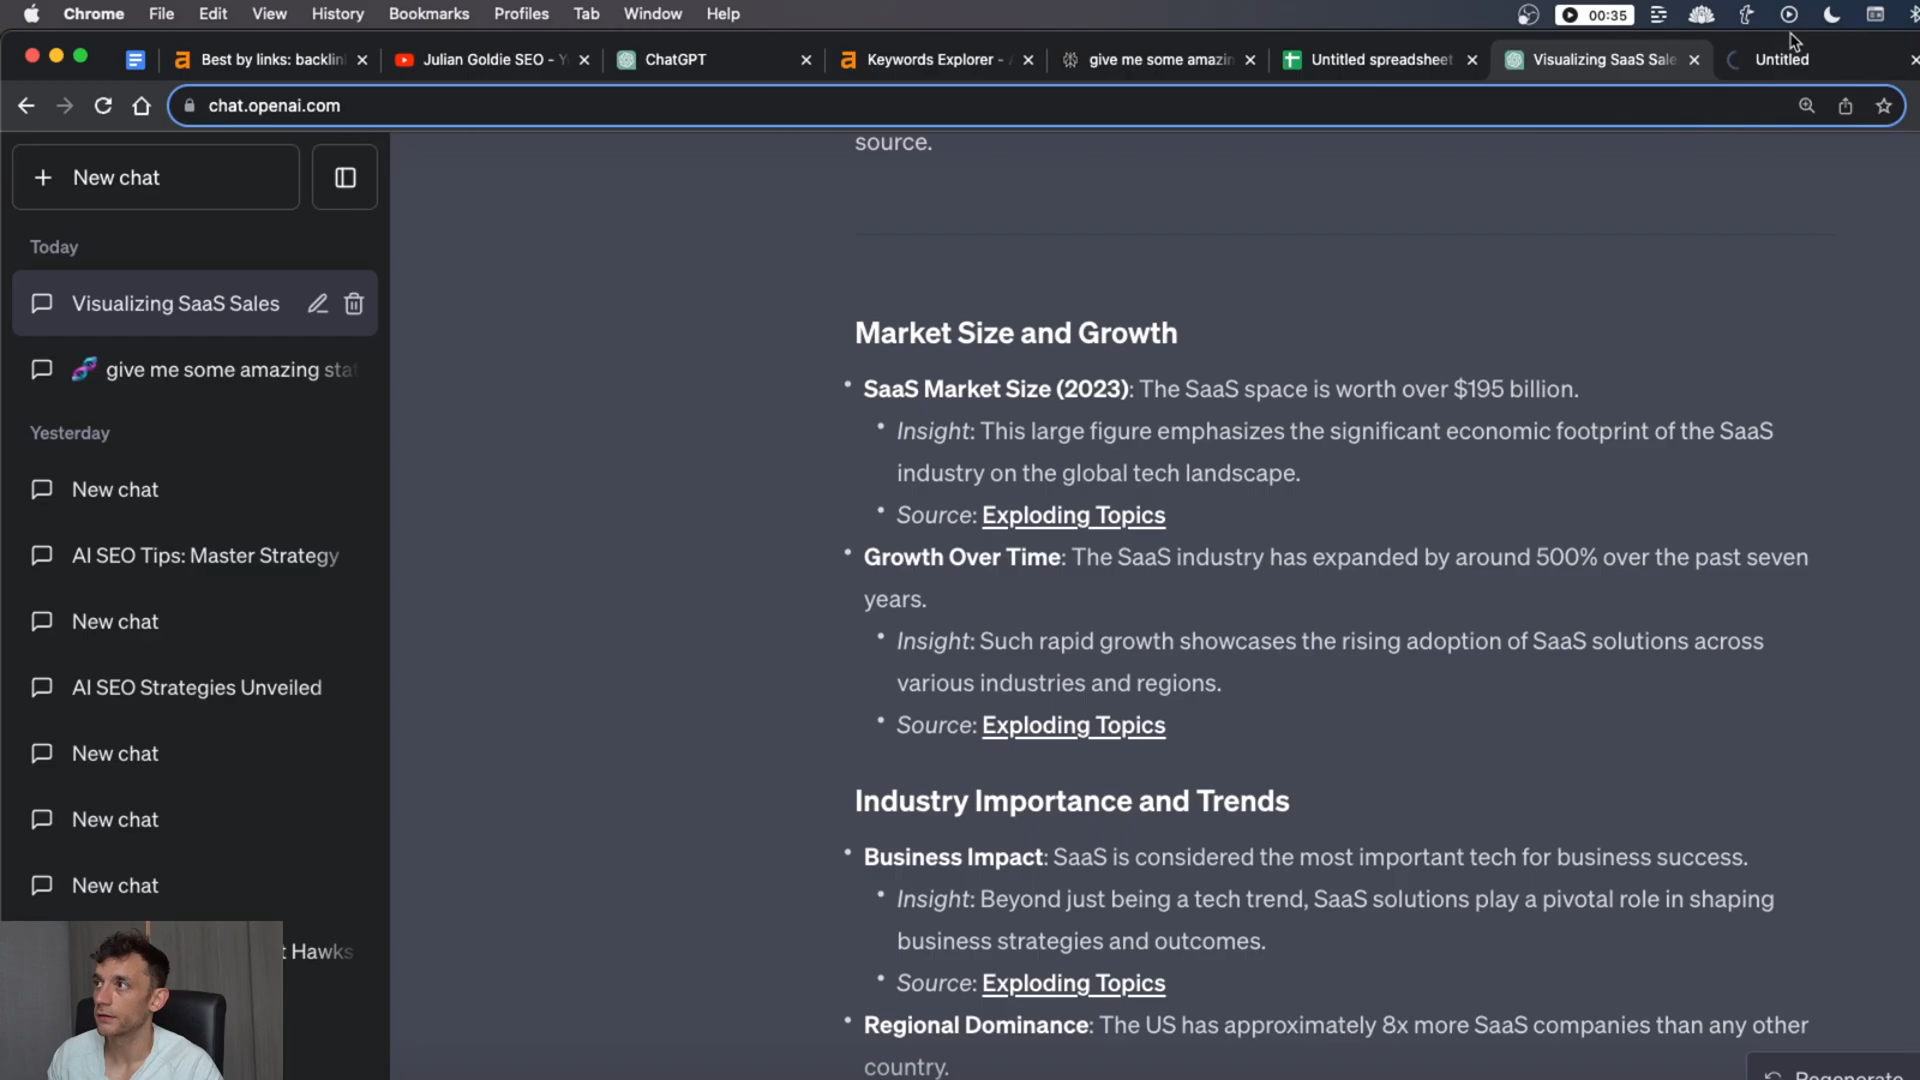 Chrome File Edit View History Bookmarks Profiles Tab Window Help 00:35
Best by links: backlin Julian Goldie SEO - Y ChatGPT Keywords Explorer - give me some amazin Untitled spreadsheet Visualizing SaaS Sale Untitled
chat.openai.com
New chat
Today
Visualizing SaaS Sales
give me some amazing sta
Yesterday
New chat
AI SEO Tips: Master Strategy
New chat
AI SEO Strategies Unveiled
New chat
New chat
New chat
t Hawks
source.
Market Size and Growth
• SaaS Market Size (2023): The SaaS space is worth over $195 billion.
• Insight: This large figure emphasizes the significant economic footprint of the SaaS
industry on the global tech landscape.
• Source: Exploding Topics
• Growth Over Time: The SaaS industry has expanded by around 500% over the past seven
years.
• Insight: Such rapid growth showcases the rising adoption of SaaS solutions across
various industries and regions.
• Source: Exploding Topics
Industry Importance and Trends
• Business Impact: SaaS is considered the most important tech for business success.
• Insight: Beyond just being a tech trend, SaaS solutions play a pivotal role in shaping
business strategies and outcomes.
• Source: Exploding Topics
• Regional Dominance: The US has approximately 8x more SaaS companies than any other
country.
Regenerate